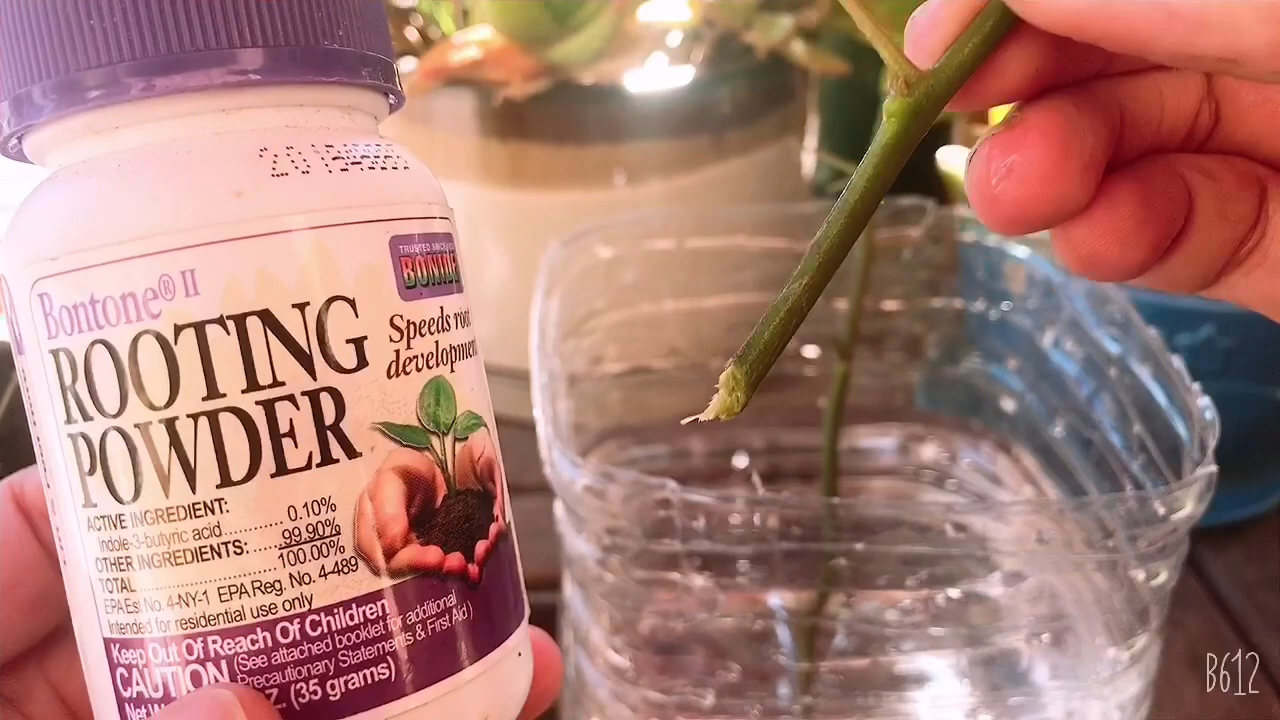 TRUSTED SINCE
Bontone® II
ROOTING
POWDER
Speeds root
development
ACTIVE INGREDIENT:
Indole-3-butyric acid.......... 0.10%
OTHER INGREDIENTS: ..... 99.90%
TOTAL ........................ 100.00%
EPA Est No. 4-NY-1 EPA Reg. No. 4-489
Intended for residential use only
Keep Out Of Reach Of Children
CAUTION (See attached booklet for additional
Precautionary Statements & First Aid)
Net (35 grams)
B612